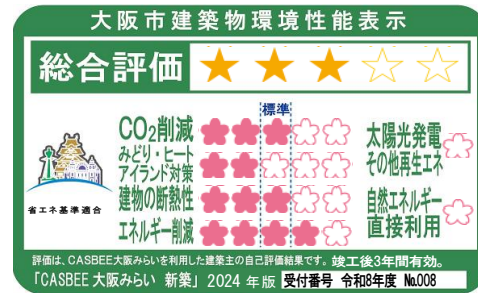 大阪市建築物環境性能表示
総合評価
標準
CO₂削減
みどり・ヒート
アイランド対策
建物の断熱性
エネルギー削減
太陽光発電
その他再生エネ
自然エネルギー
直接利用
省エネ基準適合
評価は、CASBEE大阪みらいを利用した建築主の自己評価結果です。竣工後3年間有効。
「CASBEE 大阪みらい 新築」2024 年版 受付番号 令和8年度 No.008